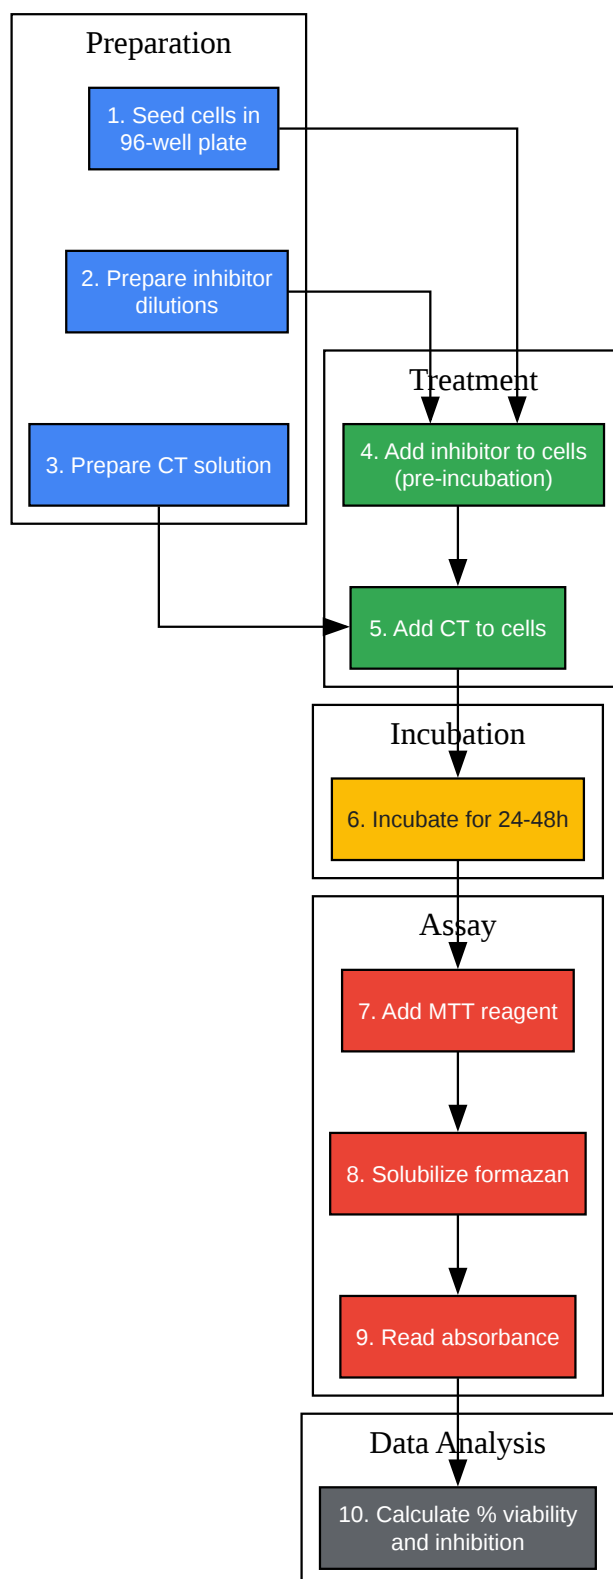 Preparation
1. Seed cells in
96-well plate
2. Prepare inhibitor
dilutions
3. Prepare CT solution
Treatment
4. Add inhibitor to cells
(pre-incubation)
5. Add CT to cells
Incubation
6. Incubate for 24-48h
Assay
7. Add MTT reagent
8. Solubilize formazan
9. Read absorbance
Data Analysis
10. Calculate % viability
and inhibition